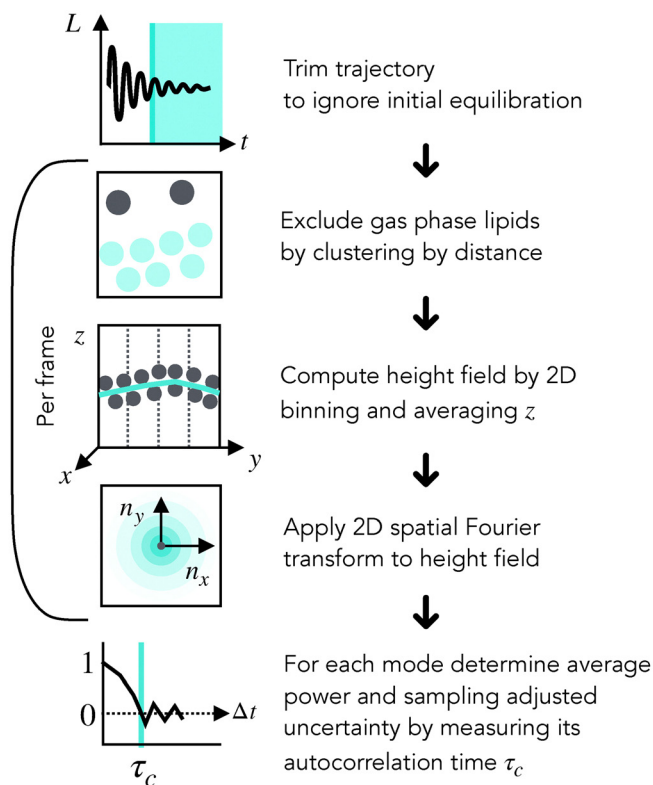 L
t
Trim trajectory
to ignore initial equilibration
Per frame
Exclude gas phase lipids
by clustering by distance
z
x
y
Compute height field by 2D
binning and averaging z
n_y
n_x
Apply 2D spatial Fourier
transform to height field
1
0
Δt
τ_c
For each mode determine average
power and sampling adjusted
uncertainty by measuring its
autocorrelation time τ_c